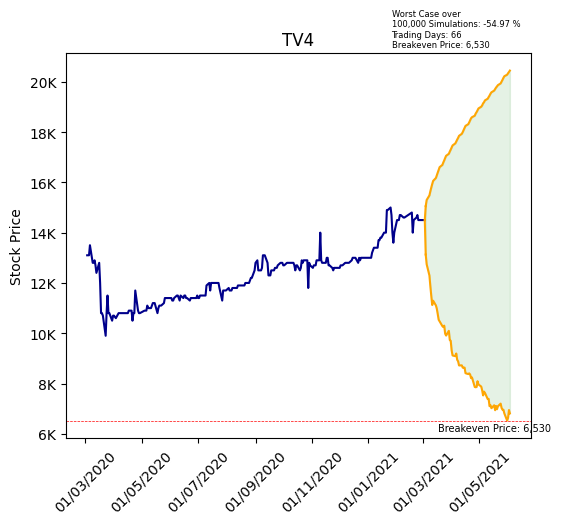 Worst Case over
100,000 Simulations: -54.97 %
Trading Days: 66
Breakeven Price: 6,530
TV4
Stock Price
20K
18K
16K
14K
12K
10K
8K
6K
Breakeven Price: 6,530
01/03/2020
01/05/2020
01/07/2020
01/09/2020
01/11/2020
01/01/2021
01/03/2021
01/05/2021